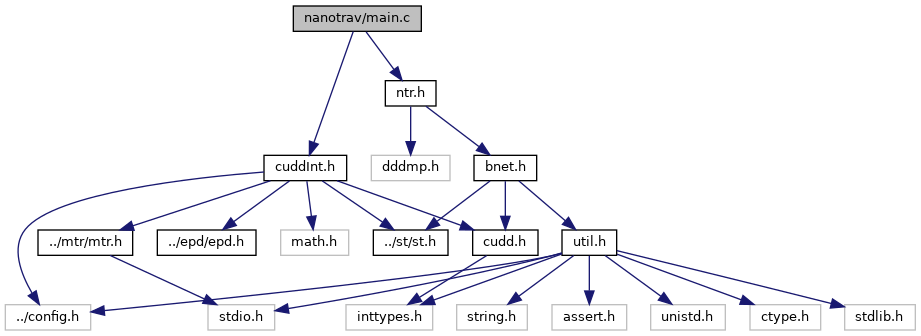 nanotrav/main.c
ntr.h
cuddInt.h
dddmp.h
bnet.h
../mtr/mtr.h
../epd/epd.h
math.h
../st/st.h
cudd.h
util.h
../config.h
stdio.h
inttypes.h
string.h
assert.h
unistd.h
ctype.h
stdlib.h